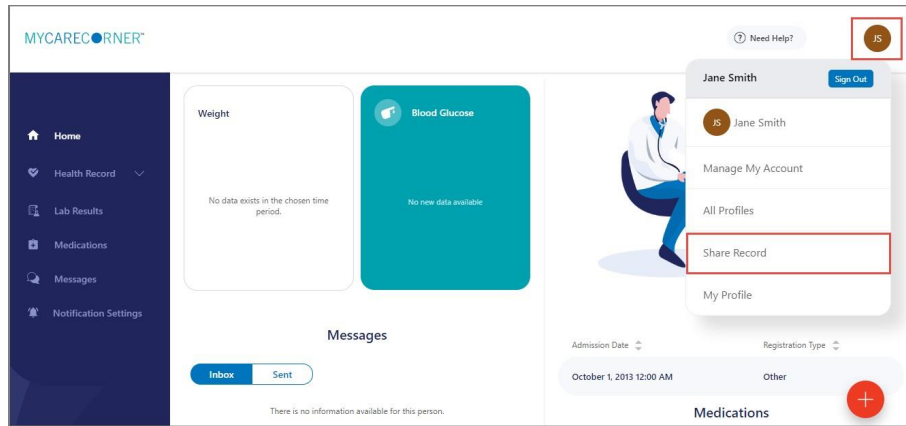 MYCARECORNER™
Need Help?
JS
Jane Smith
Sign Out
JS Jane Smith
Manage My Account
All Profiles
Share Record
My Profile
Home
Health Record
Lab Results
Medications
Messages
Notification Settings
Weight
No data exists in the chosen time
period.
Blood Glucose
No new data available
Messages
Inbox Sent
There is no information available for this person.
Admission Date Registration Type
October 1, 2013 12:00 AM Other
Medications